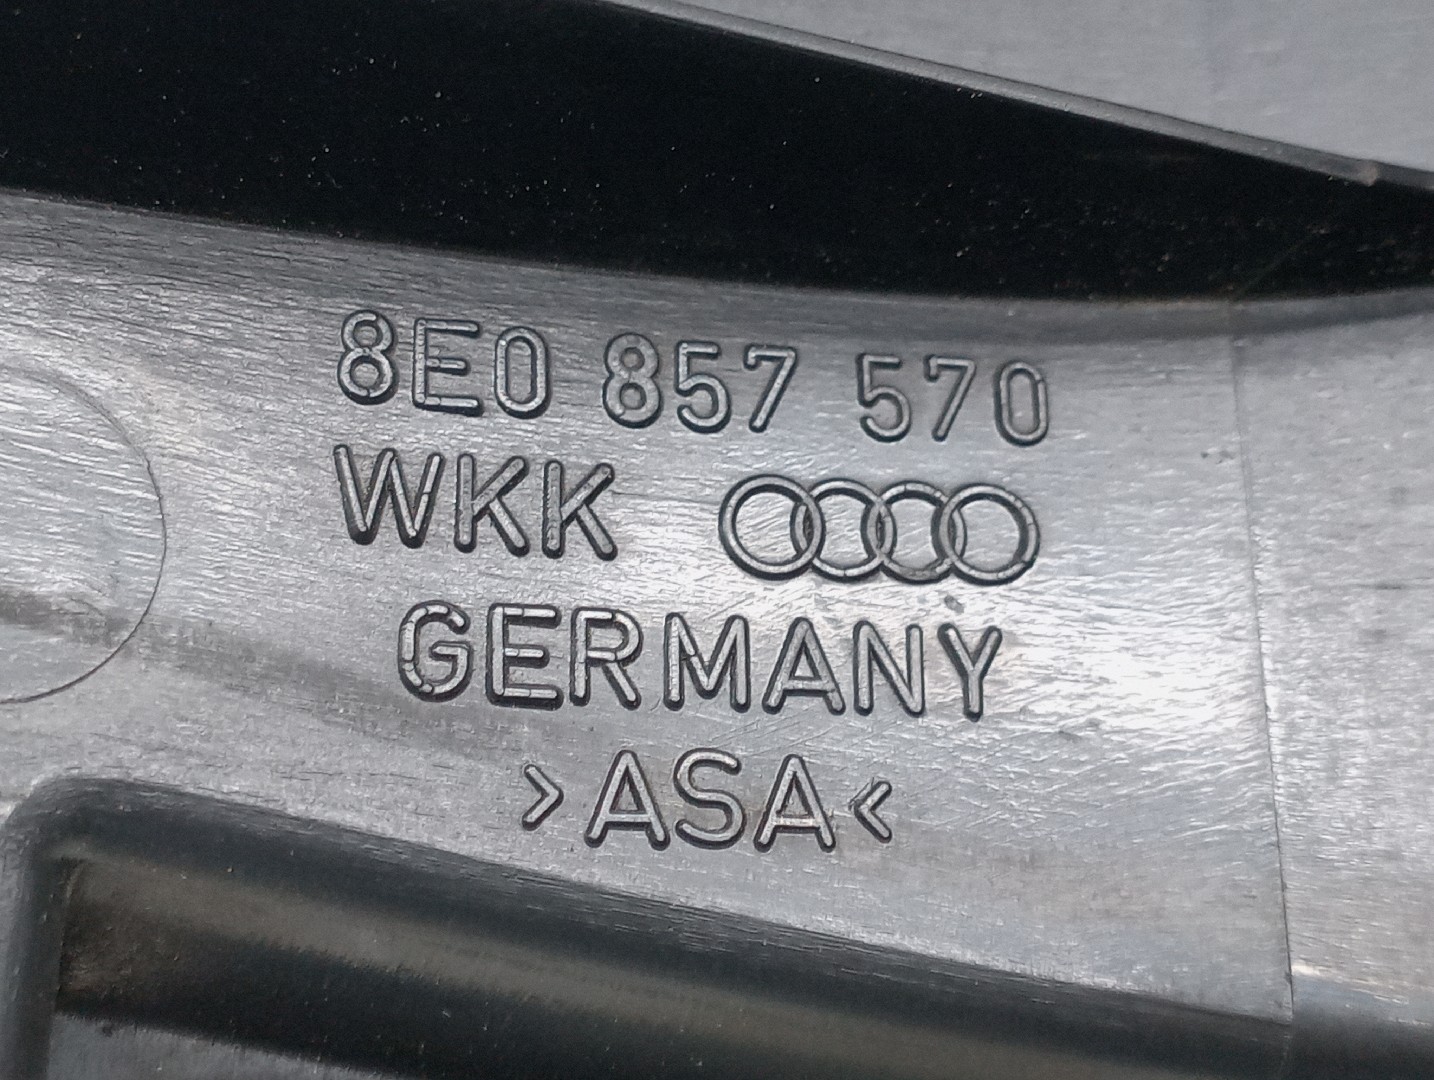 8E0 857 570
WKK
GERMANY
>ASA<